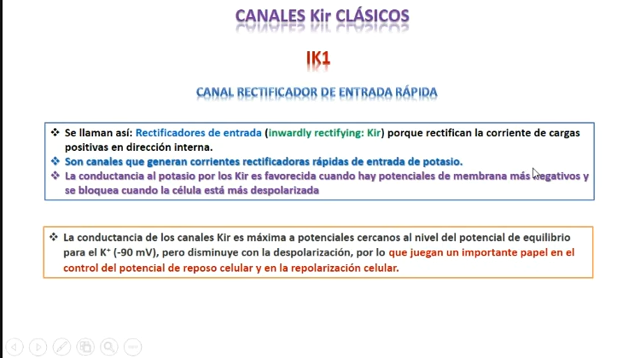 CANALES Kir CLÁSICOS
IK1
CANAL RECTIFICADOR DE ENTRADA RÁPIDA
❖ Se llaman así: Rectificadores de entrada (inwardly rectifying: Kir) porque rectifican la corriente de cargas
positivas en dirección interna.
❖ Son canales que generan corrientes rectificadoras rápidas de entrada de potasio.
❖ La conductancia al potasio por los Kir es favorecida cuando hay potenciales de membrana más negativos y
se bloquea cuando la célula está más despolarizada
❖ La conductancia de los canales Kir es máxima a potenciales cercanos al nivel del potencial de equilibrio
para el K⁺ (-90 mV), pero disminuye con la despolarización, por lo que juegan un importante papel en el
control del potencial de reposo celular y en la repolarización celular.